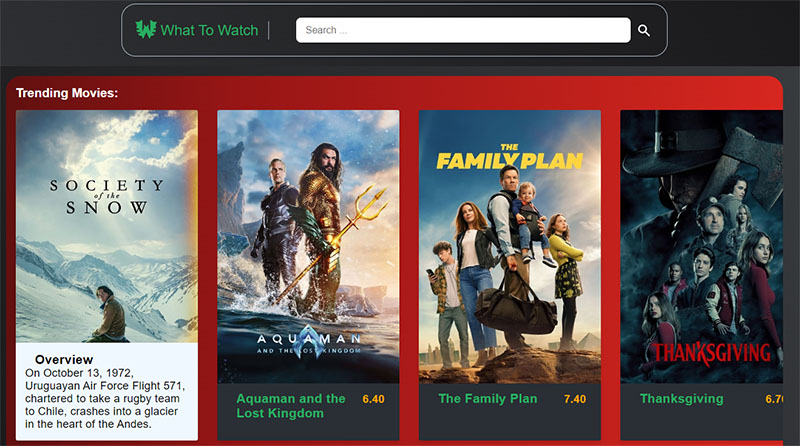 What To Watch
Search ...
Trending Movies:
SOCIETY
of the
SNOW
Overview
On October 13, 1972,
Uruguayan Air Force Flight 571,
chartered to take a rugby team
to Chile, crashes into a glacier
in the heart of the Andes.
AQUAMAN
AND THE LOST KINGDOM
Aquaman and the 6.40
Lost Kingdom
THE
FAMILY PLAN
The Family Plan 7.40
THANKSGIVING
Thanksgiving